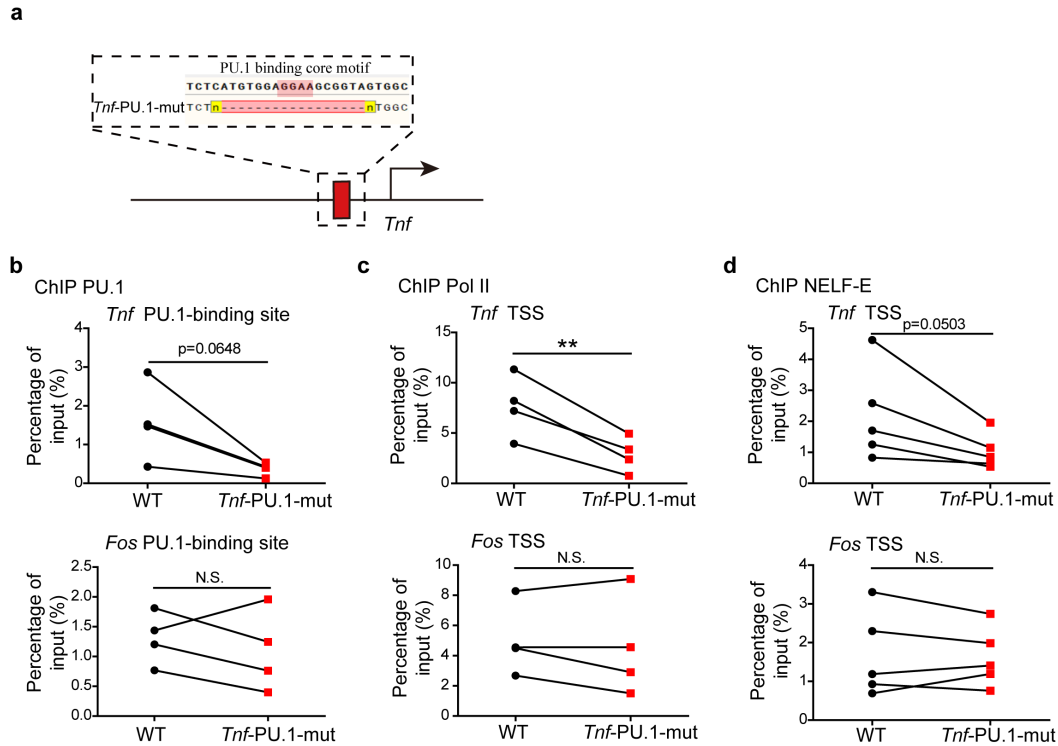 a
PU.1 binding core motif
TCTCATGTGGAGGAAGCGGTAGTGGC
Tnf-PU.1-mut TCTn-----------------nTGGC
Tnf
b
ChIP PU.1
Tnf PU.1-binding site
Percentage of
input (%)
4
3
2
1
0
p=0.0648
WT
Tnf-PU.1-mut
Fos PU.1-binding site
Percentage of
input (%)
2.5
2.0
1.5
1.0
0.5
0.0
N.S.
WT
Tnf-PU.1-mut
c
ChIP Pol II
Tnf TSS
Percentage of
input (%)
15
10
5
0
**
WT
Tnf-PU.1-mut
Fos TSS
Percentage of
input (%)
10
8
6
4
2
0
N.S.
WT
Tnf-PU.1-mut
d
ChIP NELF-E
Tnf TSS
Percentage of
input (%)
5
4
3
2
1
0
p=0.0503
WT
Tnf-PU.1-mut
Fos TSS
Percentage of
input (%)
4
3
2
1
0
N.S.
WT
Tnf-PU.1-mut